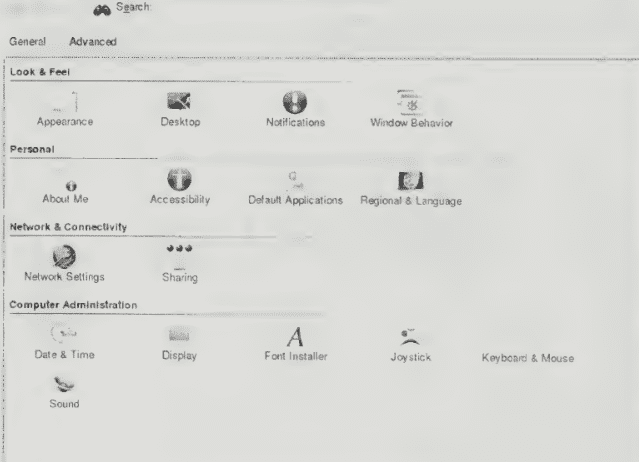 Search:
General Advanced
Look & Feel
Appearance Desktop Notifications Window Behavior
Personal
About Me Accessibility Default Applications Regional & Language
Network & Connectivity
Network Settings Sharing
Computer Administration
Date & Time Display Font Installer Joystick Keyboard & Mouse
Sound